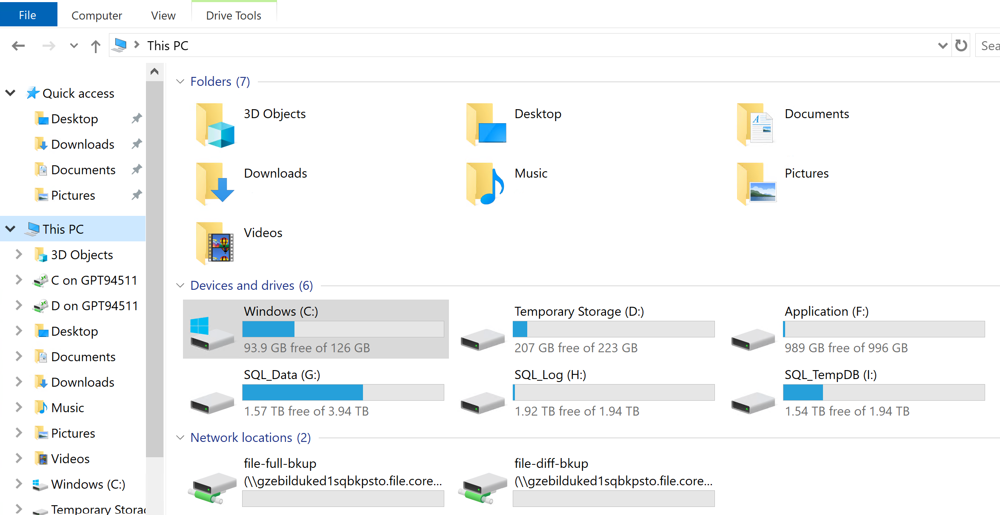 File
Computer
View
Drive Tools
This PC
Sea
Quick access
Desktop
Downloads
Documents
Pictures
This PC
3D Objects
C on GPT94511
D on GPT94511
Desktop
Documents
Downloads
Music
Pictures
Videos
Windows (C:)
Temporary Storag
Folders (7)
3D Objects
Desktop
Documents
Downloads
Music
Pictures
Videos
Devices and drives (6)
Windows (C:)
93.9 GB free of 126 GB
Temporary Storage (D:)
207 GB free of 223 GB
Application (F:)
989 GB free of 996 GB
SQL_Data (G:)
1.57 TB free of 3.94 TB
SQL_Log (H:)
1.92 TB free of 1.94 TB
SQL_TempDB (I:)
1.54 TB free of 1.94 TB
Network locations (2)
file-full-bkup
(\\gzebilduked1sqbkpsto.file.core...
file-diff-bkup
(\\gzebilduked1sqbkpsto.file.core...